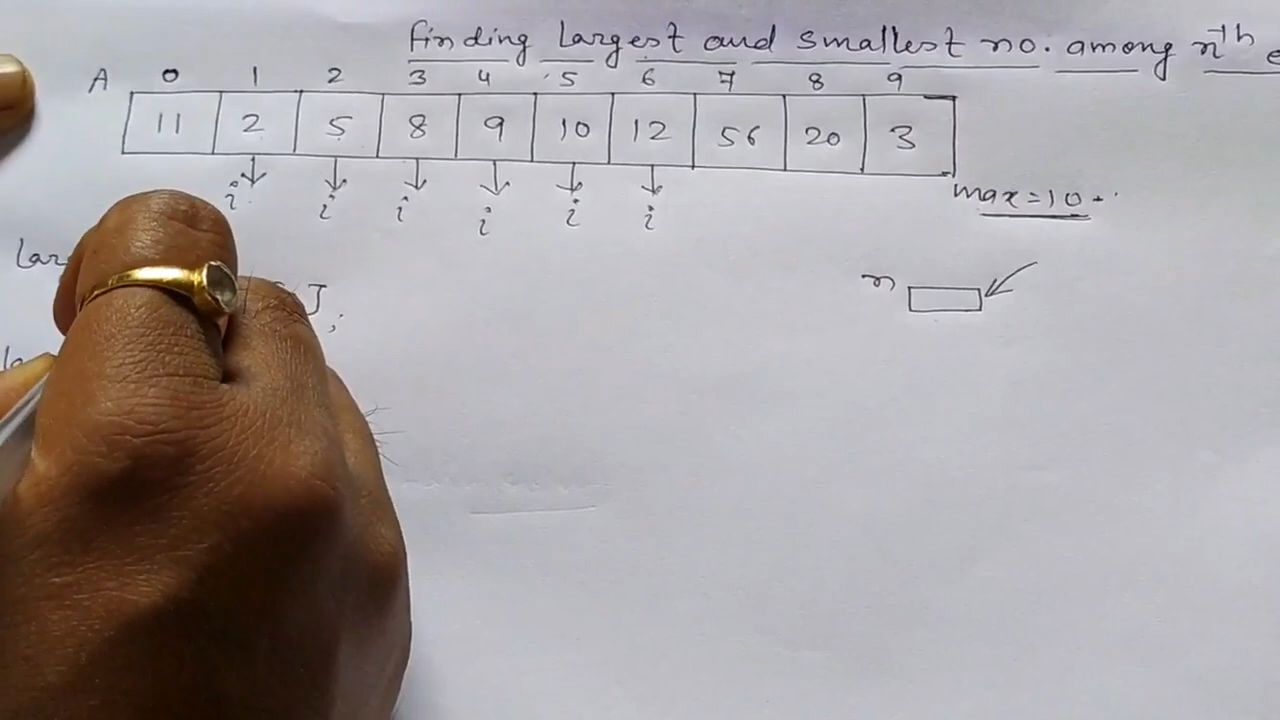 Finding largest and smallest no. among nth
A 0 1 2 3 4 5 6 7 8 9
11 2 5 8 9 10 12 56 20 3
i i i i i i
max=10
n
J;